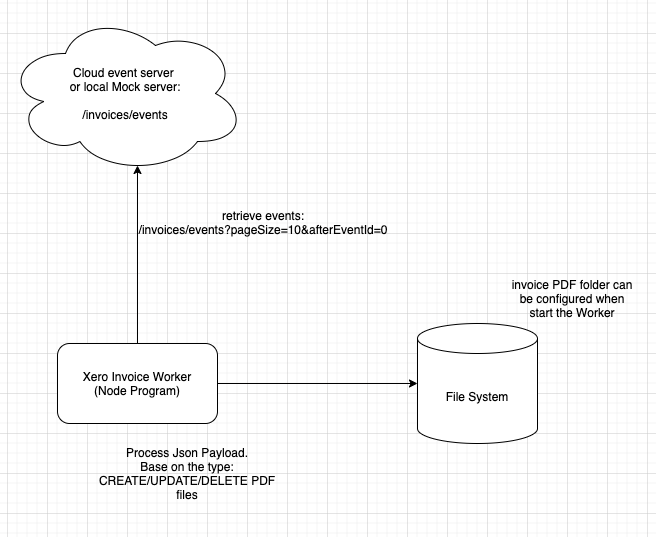 Cloud event server
or local Mock server:
/invoices/events
retrieve events:
/invoices/events?pageSize=10&afterEventId=0
invoice PDF folder can
be configured when
start the Worker
Xero Invoice Worker
(Node Program)
File System
Process Json Payload.
Base on the type:
CREATE/UPDATE/DELETE PDF
files